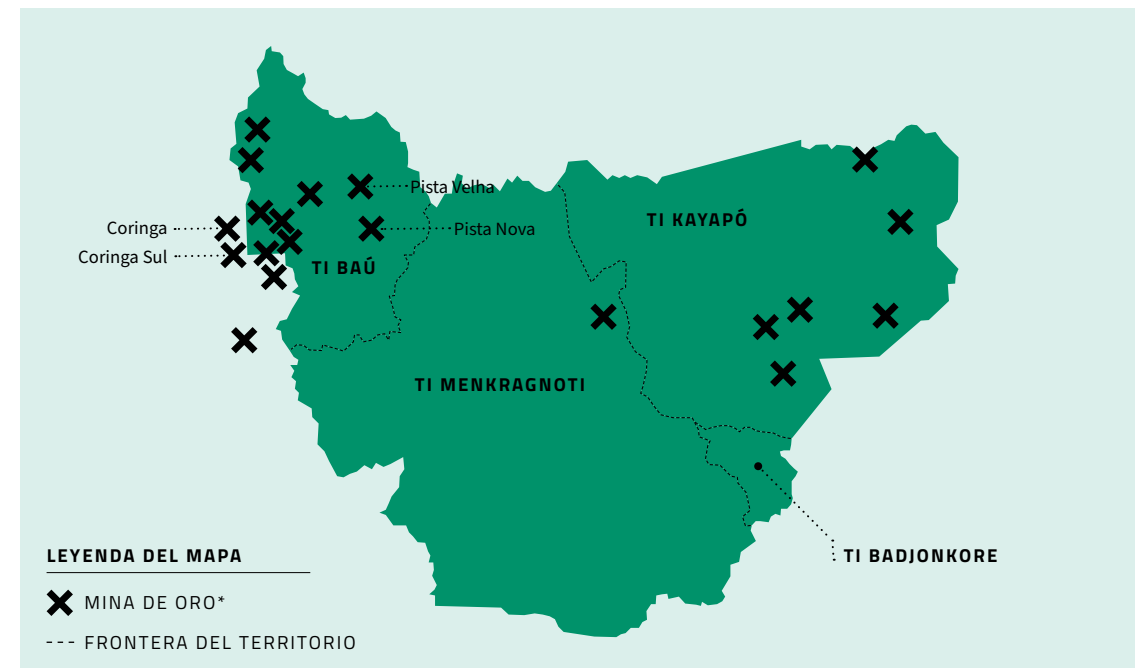 Pista Velha
TI KAYAPÓ
Coringa
Pista Nova
Coringa Sul
TI BAÚ
TI MENKRAGNOTI
LEYENDA DEL MAPA
TI BADJONKORE
MINA DE ORO*
FRONTERA DEL TERRITORIO